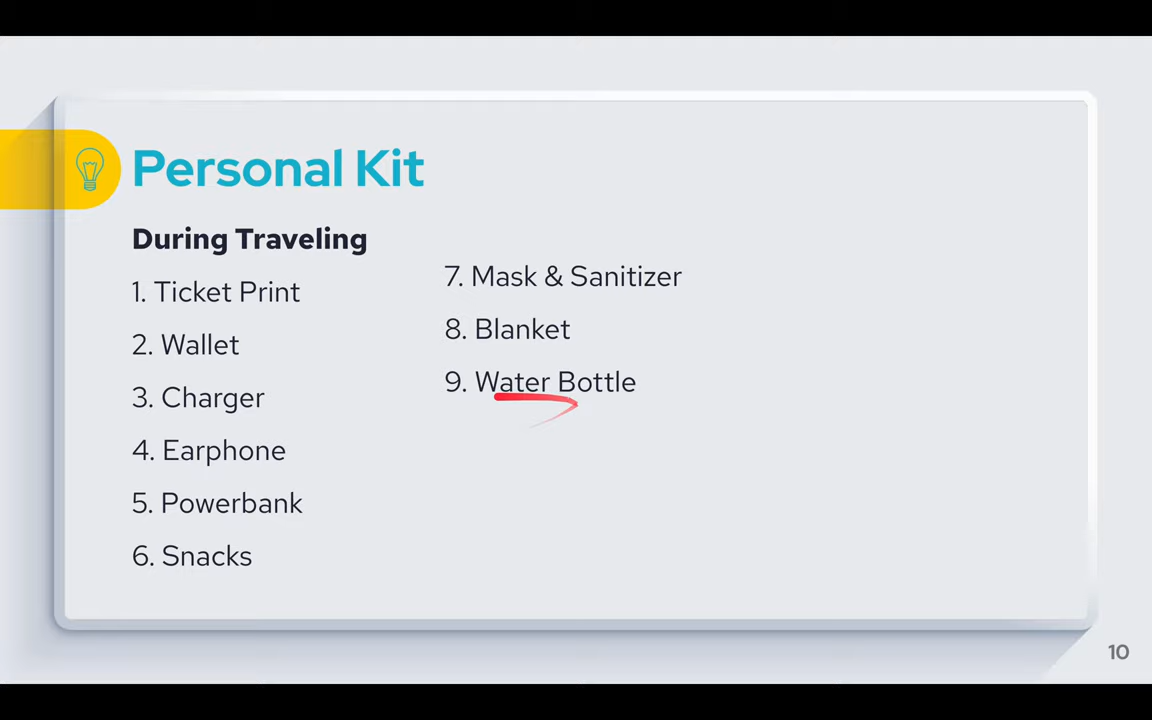 Personal Kit
During Traveling
1. Ticket Print
2. Wallet
3. Charger
4. Earphone
5. Powerbank
6. Snacks
7. Mask & Sanitizer
8. Blanket
9. Water Bottle
10